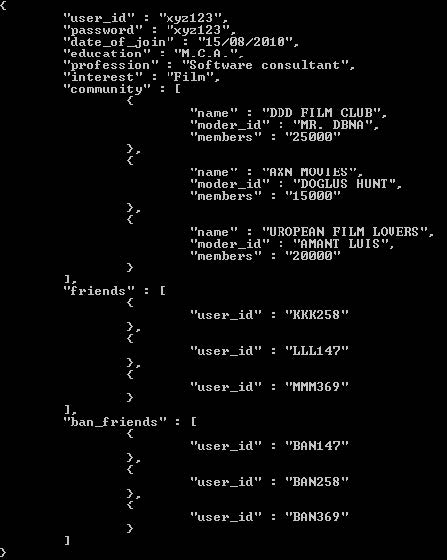 {
"user_id" : "xyz123",
"password" : "xyz123",
"date_of_join" : "15/08/2010",
"education" : "M.C.A.",
"profession" : "Software consultant",
"interest" : "Film",
"community" : [
{
"name" : "DDD FILM CLUB",
"moder_id" : "MR. DBNA",
"members" : "25000"
},
{
"name" : "AXN MOVIES",
"moder_id" : "DOGLUS HUNT",
"members" : "15000"
},
{
"name" : "UROPEAN FILM LOVERS",
"moder_id" : "AMANT LUIS",
"members" : "20000"
}
],
"friends" : [
{
"user_id" : "KKK258"
},
{
"user_id" : "LLL147"
},
{
"user_id" : "MMM369"
}
],
"ban_friends" : [
{
"user_id" : "BAN147"
},
{
"user_id" : "BAN258"
},
{
"user_id" : "BAN369"
}
]
}